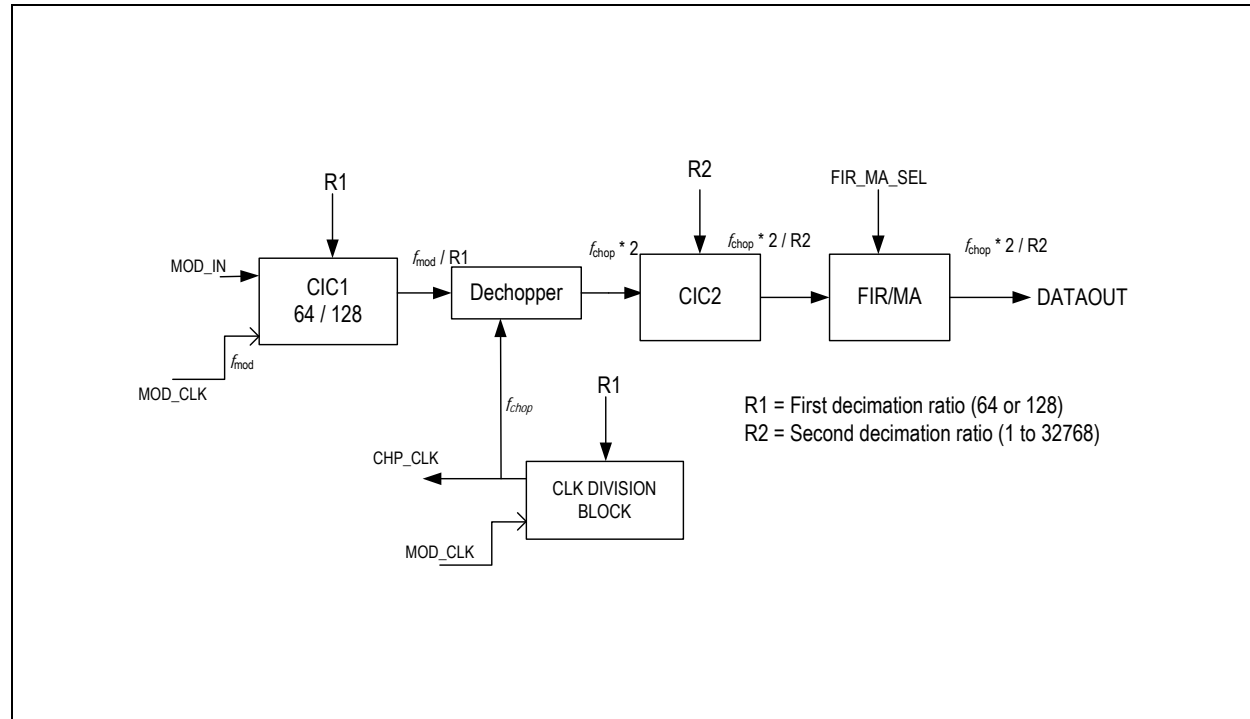 R1
R2
FIR_MA_SEL
MOD_IN
CIC1
64 / 128
fmod / R1
Dechopper
fchop * 2
CIC2
fchop * 2 / R2
FIR/MA
fchop * 2 / R2
DATAOUT
fmod
MOD_CLK
fchop
R1
R1 = First decimation ratio (64 or 128)
R2 = Second decimation ratio (1 to 32768)
CHP_CLK
CLK DIVISION
BLOCK
MOD_CLK